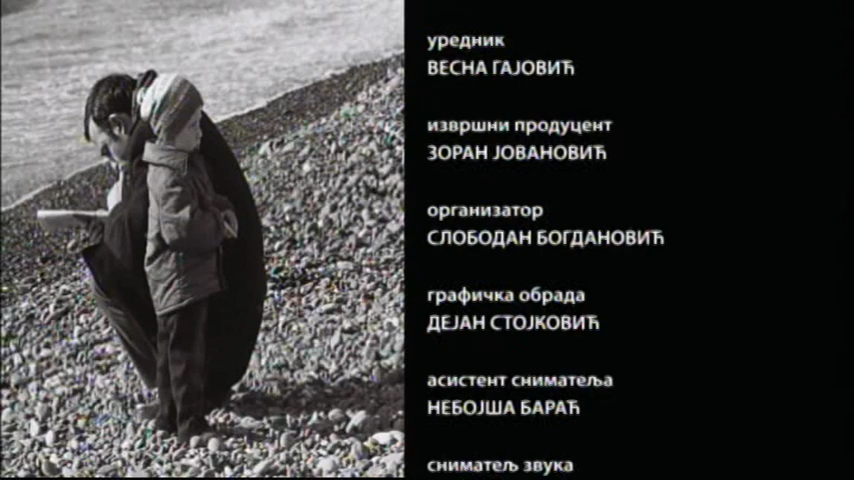 уредник
ВЕСНА ГАЈОВИЋ
извршни продуцент
ЗОРАН ЈОВАНОВИЋ
организатор
СЛОБОДАН БОГДАНОВИЋ
графичка обрада
ДЕЈАН СТОЈКОВИЋ
асистент сниматеља
НЕБОЈША БАРАЋ
сниматељ звука